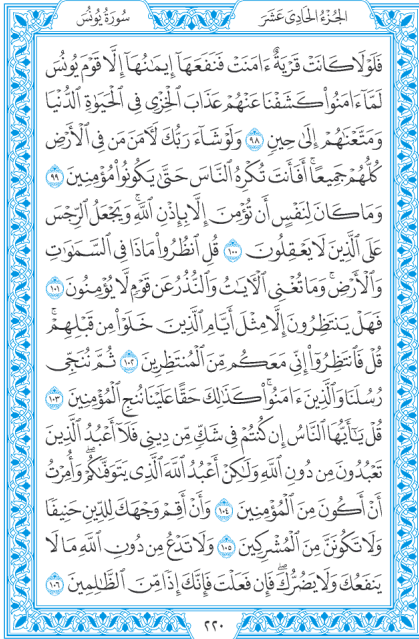 الجُزْءُ الحَادِي عَشَرَ
سُورَةُ يُونُسَ
فَلَوْلَا كَانَتْ قَرْيَةٌ ءَامَنَتْ فَنَفَعَهَآ إِيمَٰنُهَآ إِلَّا قَوْمَ يُونُسَ
لَمَّآ ءَامَنُوا۟ كَشَفْنَا عَنْهُمْ عَذَابَ ٱلْخِزْىِ فِى ٱلْحَيَوٰةِ ٱلدُّنْيَا
وَمَتَّعْنَٰهُمْ إِلَىٰ حِينٍ ٩٨ وَلَوْ شَآءَ رَبُّكَ لَـَٔامَنَ مَن فِى ٱلْأَرْضِ
كُلُّهُمْ جَمِيعًا ۚ أَفَأَنتَ تُكْرِهُ ٱلنَّاسَ حَتَّىٰ يَكُونُوا۟ مُؤْمِنِينَ ٩٩
وَمَا كَانَ لِنَفْسٍ أَن تُؤْمِنَ إِلَّا بِإِذْنِ ٱللَّهِ ۚ وَيَجْعَلُ ٱلرِّجْسَ
عَلَى ٱلَّذِينَ لَا يَعْقِلُونَ ١٠٠ قُلِ ٱنظُرُوا۟ مَاذَا فِى ٱلسَّمَٰوَٰتِ
وَٱلْأَرْضِ ۚ وَمَا تُغْنِى ٱلْـَٔايَٰتُ وَٱلنُّذُرُ عَن قَوْمٍ لَّا يُؤْمِنُونَ ١٠١
فَهَلْ يَنتَظِرُونَ إِلَّا مِثْلَ أَيَّامِ ٱلَّذِينَ خَلَوْا۟ مِن قَبْلِهِمْ ۚ
قُلْ فَٱنتَظِرُوٓا۟ إِنِّى مَعَكُم مِّنَ ٱلْمُنتَظِرِينَ ١٠٢ ثُمَّ نُنَجِّى
رُسُلَنَا وَٱلَّذِينَ ءَامَنُوا۟ ۚ كَذَٰلِكَ حَقًّا عَلَيْنَا نُنجِ ٱلْمُؤْمِنِينَ ١٠٣
قُلْ يَٰٓأَيُّهَا ٱلنَّاسُ إِن كُنتُمْ فِى شَكٍّ مِّن دِينِى فَلَآ أَعْبُدُ ٱلَّذِينَ
تَعْبُدُونَ مِن دُونِ ٱللَّهِ وَلَٰكِنْ أَعْبُدُ ٱللَّهَ ٱلَّذِى يَتَوَفَّىٰكُمْ ۖ وَأُمِرْتُ
أَنْ أَكُونَ مِنَ ٱلْمُؤْمِنِينَ ١٠٤ وَأَنْ أَقِمْ وَجْهَكَ لِلدِّينِ حَنِيفًا
وَلَا تَكُونَنَّ مِنَ ٱلْمُشْرِكِينَ ١٠٥ وَلَا تَدْعُ مِن دُونِ ٱللَّهِ مَا لَا
يَنفَعُكَ وَلَا يَضُرُّكَ ۖ فَإِن فَعَلْتَ فَإِنَّكَ إِذًا مِّنَ ٱلظَّٰلِمِينَ ١٠٦
٢٢٠